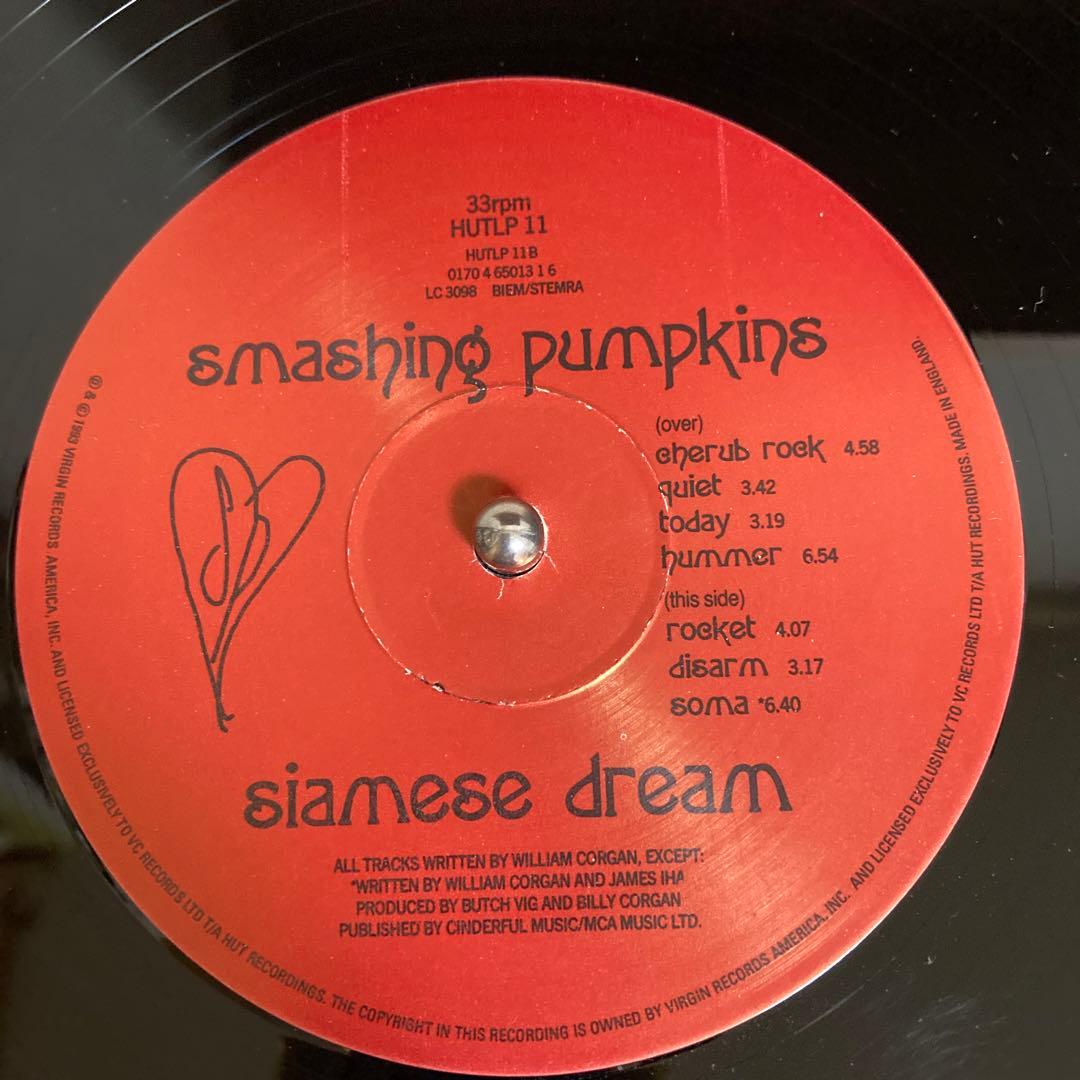 33rpm
HUTLP 11
HUTLP 11B
0170 4 65013 1 6
LC 3098 BIEM/STEMRA
smashing pumpkins
(over)
cherub rock 4.58
quiet 3.42
today 3.19
hummer 6.54
(this side)
rocket 4.07
disarm 3.17
soma *6.40
siamese dream
ALL TRACKS WRITTEN BY WILLIAM CORGAN, EXCEPT:
*WRITTEN BY WILLIAM CORGAN AND JAMES IHA
PRODUCED BY BUTCH VIG AND BILLY CORGAN
PUBLISHED BY CINDERFUL MUSIC/MCA MUSIC LTD.
℗ & © 1993 VIRGIN RECORDS AMERICA, INC. AND LICENSED EXCLUSIVELY TO VC RECORDS LTD T/A HUT RECORDINGS. THE COPYRIGHT IN THIS RECORDING IS OWNED BY VIRGIN RECORDS AMERICA, INC. AND LICENSED EXCLUSIVELY TO VC RECORDS LTD T/A HUT RECORDINGS. MADE IN ENGLAND.